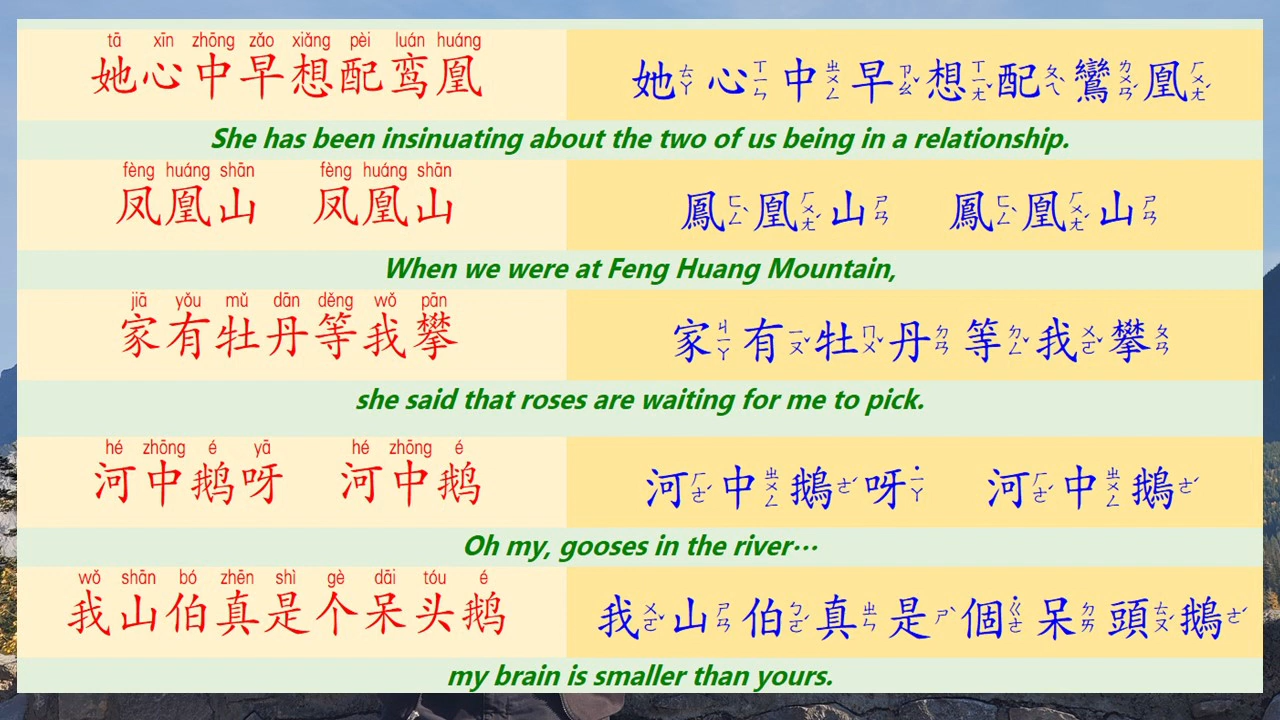 tā xīn zhōng zǎo xiǎng pèi luán huáng
她心中早想配鸾凰
她ㄊㄚ心ㄒㄧㄣ中ㄓㄨㄥ早ㄗㄠˇ想ㄒㄧㄤˇ配ㄆㄟˋ鸞ㄌㄨㄢˊ凰ㄏㄨㄤˊ
She has been insinuating about the two of us being in a relationship.
fèng huáng shān fèng huáng shān
凤凰山 凤凰山
鳳ㄈㄥˋ凰ㄏㄨㄤˊ山ㄕㄢ 鳳ㄈㄥˋ凰ㄏㄨㄤˊ山ㄕㄢ
When we were at Feng Huang Mountain,
jiā yǒu mǔ dān děng wǒ pān
家有牡丹等我攀
家ㄐㄧㄚ有ㄧㄡˇ牡ㄇㄨˇ丹ㄉㄢ等ㄉㄥˇ我ㄨㄛˇ攀ㄆㄢ
she said that roses are waiting for me to pick.
hé zhōng é yā hé zhōng é
河中鹅呀 河中鹅
河ㄏㄜˊ中ㄓㄨㄥ鵝ㄜˊ呀˙ㄧㄚ 河ㄏㄜˊ中ㄓㄨㄥ鵝ㄜˊ
Oh my, gooses in the river⋯
wǒ shān bó zhēn shì gè dāi tóu é
我山伯真是个呆头鹅
我ㄨㄛˇ山ㄕㄢ伯ㄅㄛˊ真ㄓㄣ是ㄕˋ個˙ㄍㄜ呆ㄉㄞ頭ㄊㄡˊ鵝ㄜˊ
my brain is smaller than yours.